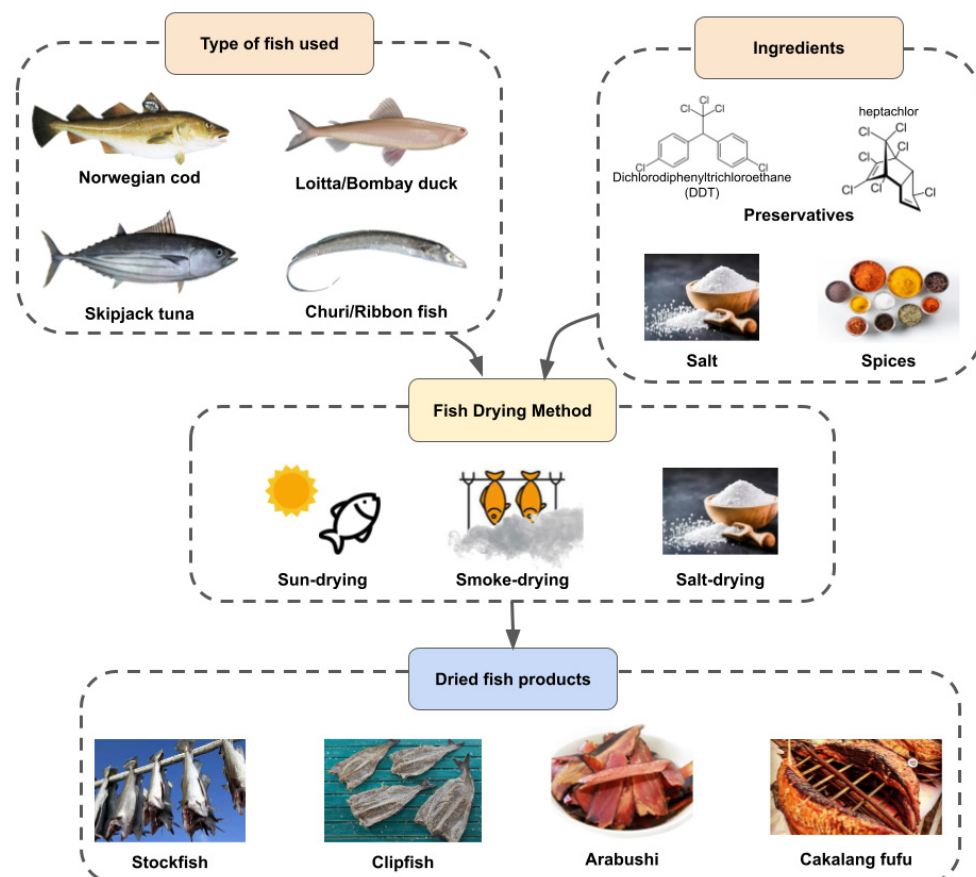 Type of fish used
Norwegian cod
Loitta/Bombay duck
Skipjack tuna
Churi/Ribbon fish
Ingredients
Cl
Cl
Cl
Cl
Cl
Dichlorodiphenyltrichloroethane
(DDT)
heptachlor
Cl
Cl
Cl
Cl
Cl
Cl
Cl
Preservatives
Salt
Spices
Fish Drying Method
Sun-drying
Smoke-drying
Salt-drying
Dried fish products
Stockfish
Clipfish
Arabushi
Cakalang fufu